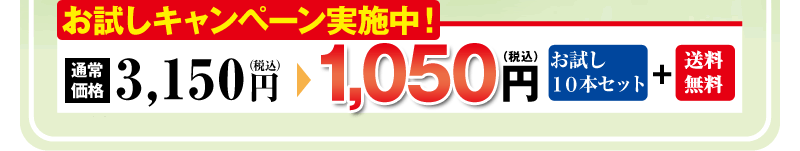 お試しキャンペーン実施中!
通常価格 3,150円(税込) 1,050円(税込) お試し10本セット + 送料無料